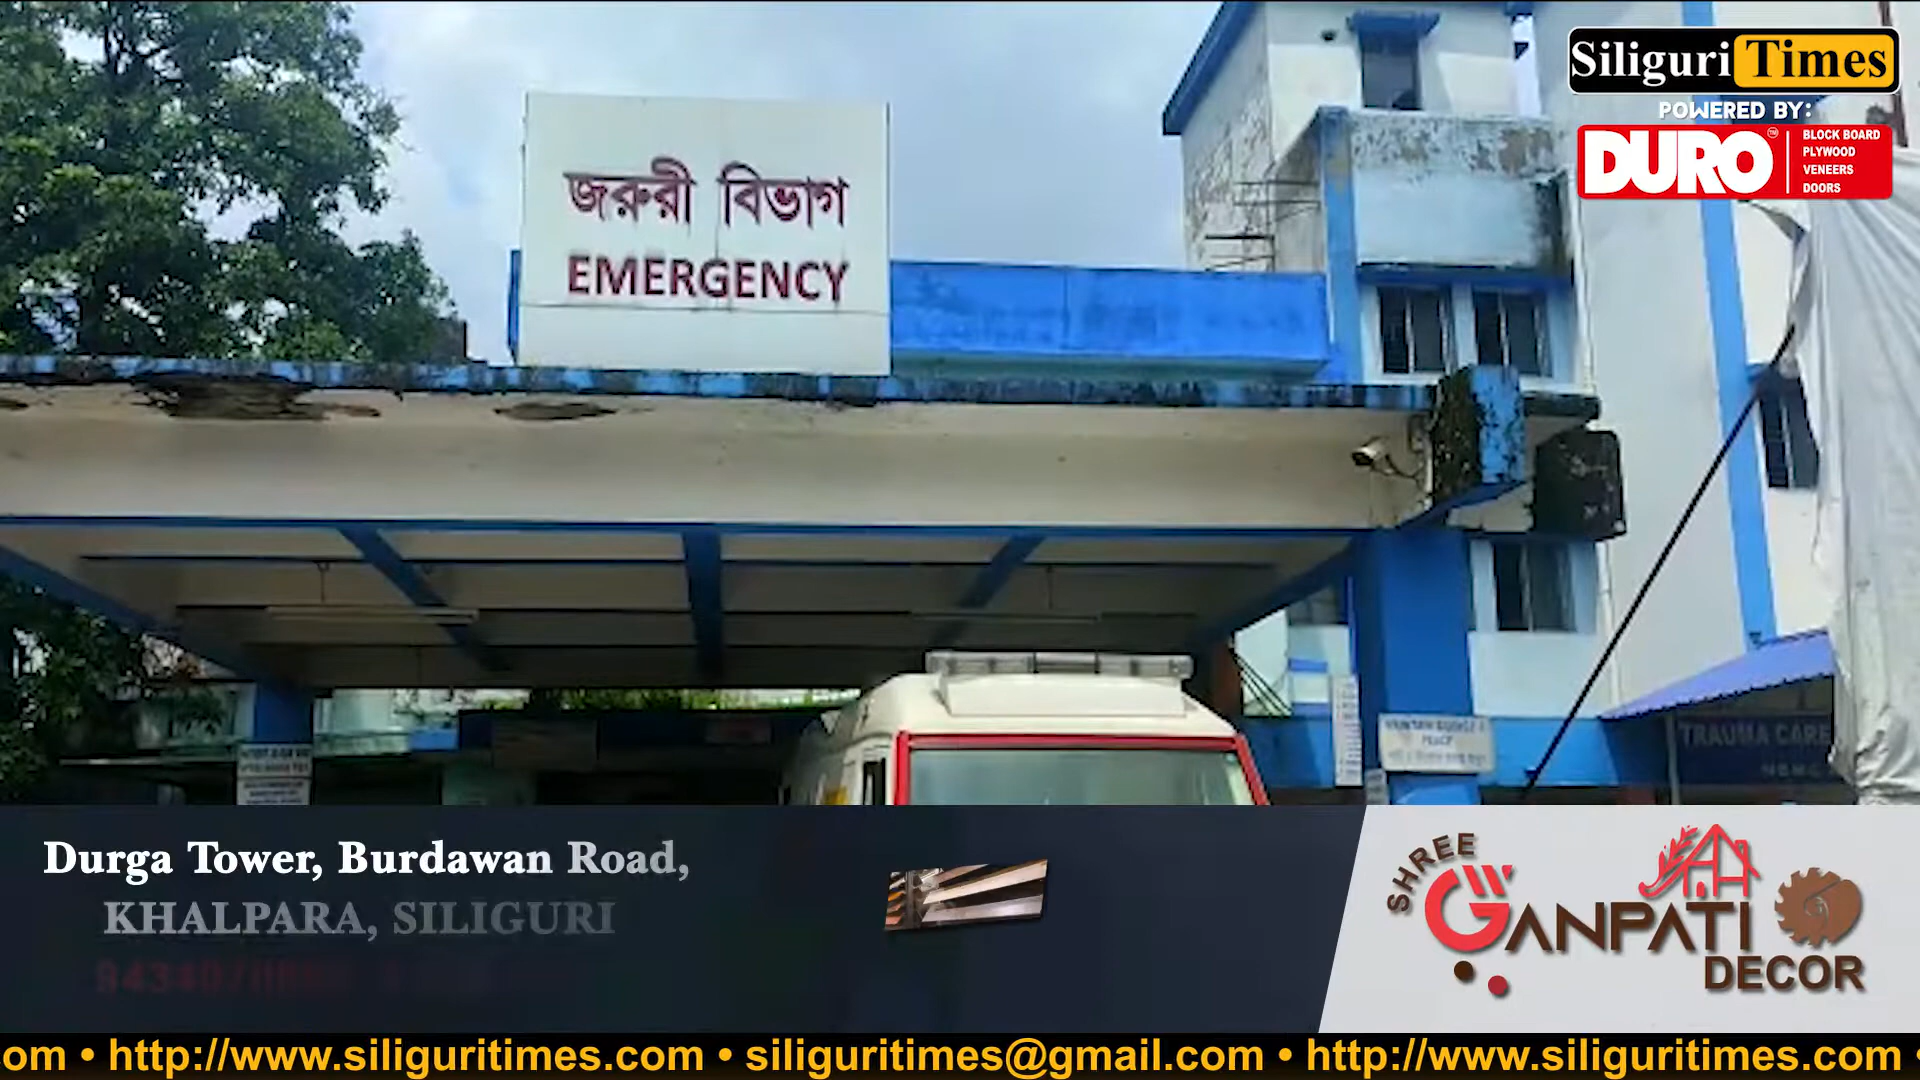 Siliguri Times
POWERED BY:
DURO
BLOCK BOARD
PLYWOOD
VENEERS
DOORS
জরুরী বিভাগ
EMERGENCY
TRAUMA CARE
Durga Tower, Burdawan Road,
KHALPARA, SILIGURI
SHREE
GANPATI
DECOR
om • http://www.siliguritimes.com • siliguritimes@gmail.com • http://www.siliguritimes.com •